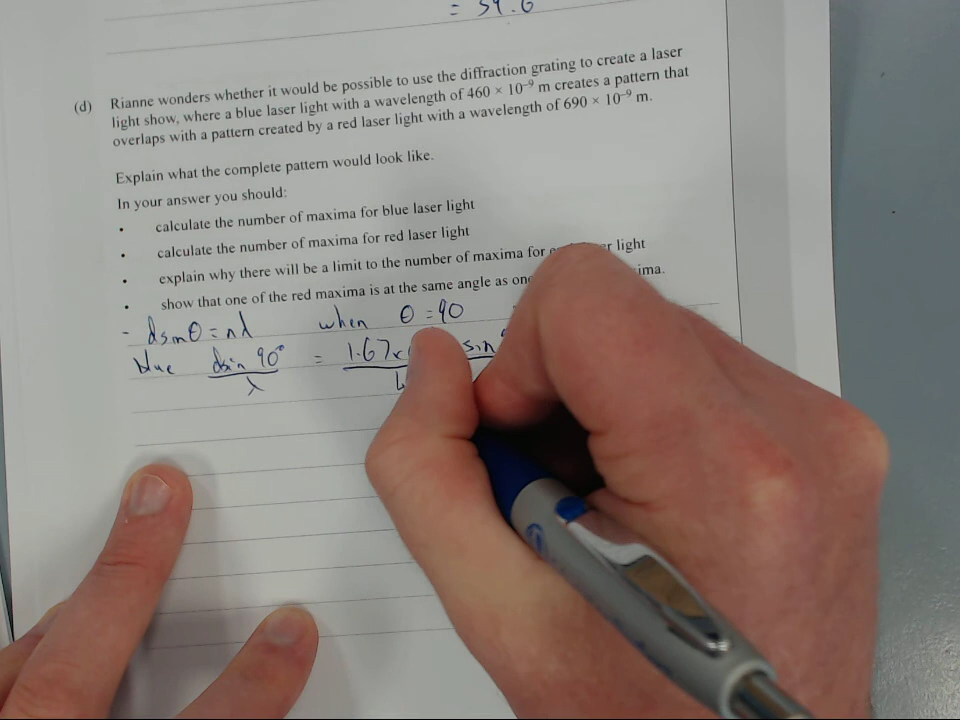 = 59.6
(d) Rianne wonders whether it would be possible to use the diffraction grating to create a laser
light show, where a blue laser light with a wavelength of 460 × 10⁻⁹ m creates a pattern that
overlaps with a pattern created by a red laser light with a wavelength of 690 × 10⁻⁹ m.
Explain what the complete pattern would look like.
In your answer you should:
• calculate the number of maxima for blue laser light
• calculate the number of maxima for red laser light
• explain why there will be a limit to the number of maxima for light
• show that one of the red maxima is at the same angle as
- dsinθ = nλ when θ = 90
blue dsin 90° = 1.67× sin
λ